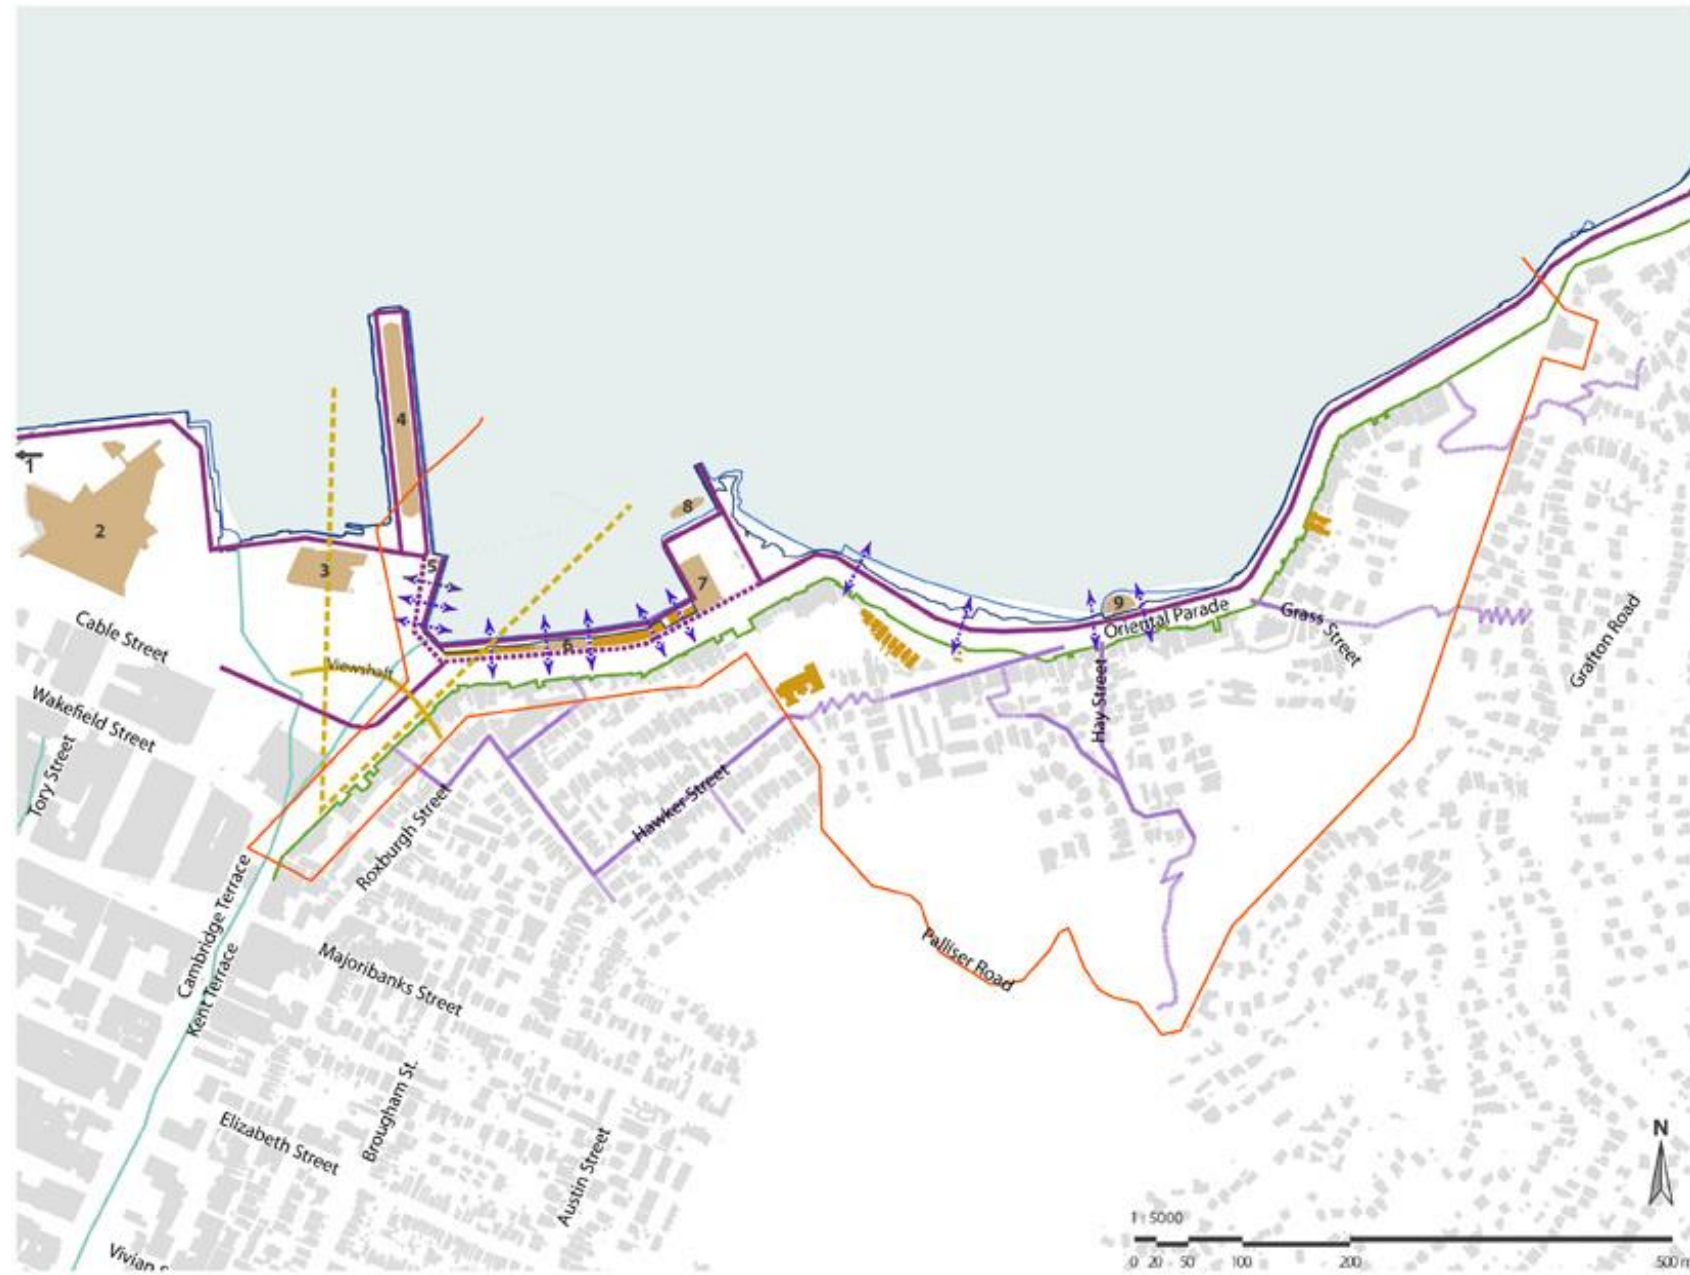 4
1
2
8
3
5
7
9
6
Oriental Parade
Grass Street
Cable Street
Viewshaft
Grafton Road
Hay Street
Wakefield Street
Tory Street
Hawker Street
Roxburgh Street
Cambridge Terrace
Palliser Road
Kent Terrace
Majoribanks Street
Brougham St.
Elizabeth Street
Austin Street
N
1 : 5000
Vivian S
0 20 50 100 200 500 m